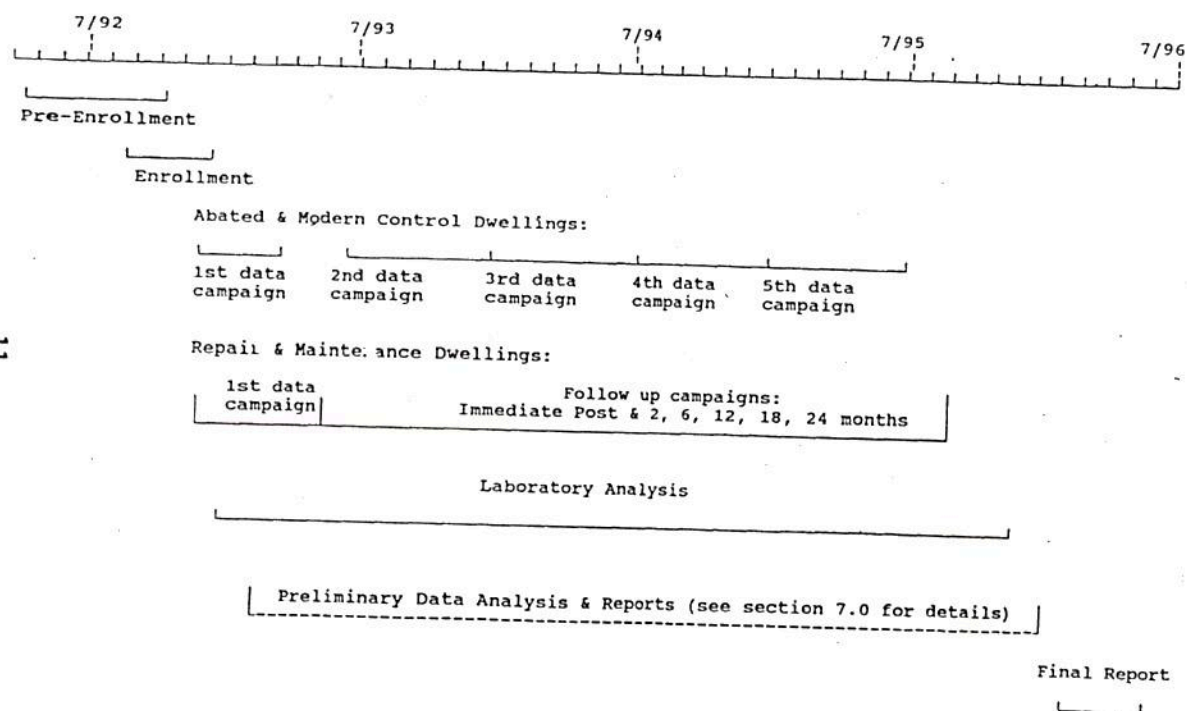 7/92 7/93 7/94 7/95 7/96
Pre-Enrollment
Enrollment
Abated & Modern Control Dwellings:
1st data 2nd data 3rd data 4th data 5th data
campaign campaign campaign campaign campaign
Repair & Mainte. ance Dwellings:
1st data Follow up campaigns:
campaign Immediate Post & 2, 6, 12, 18, 24 months
11
Laboratory Analysis
Preliminary Data Analysis & Reports (see section 7.0 for details)
Final Report